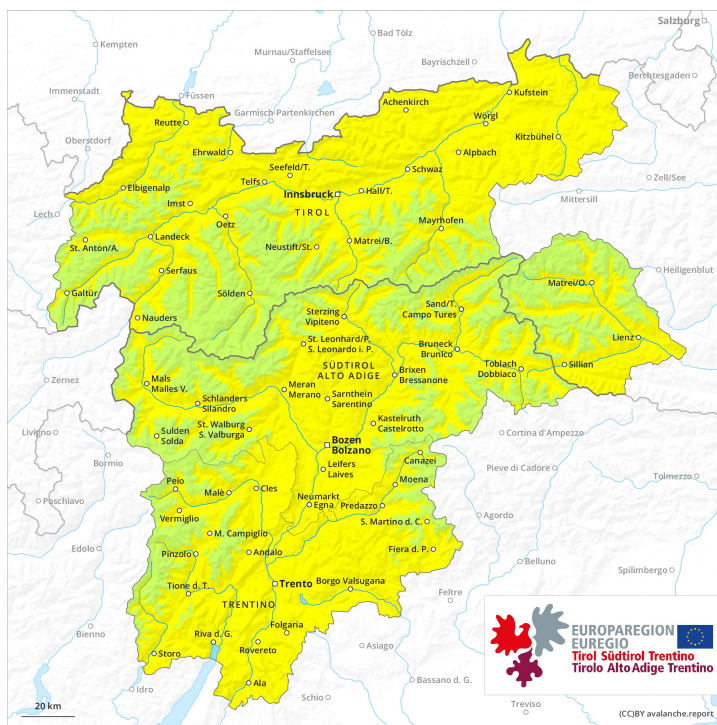 Salzburg
Kempten
Bad Tölz
Murnau/Staffelsee
Bayrischzell
Berchtesgaden
Immenstadt
Füssen
Garmisch-Partenkirchen
Achenkirch
Kufstein
Reutte
Wörgl
Oberstdorf
Ehrwald
Kitzbühel
Alpbach
Seefeld/T.
Schwaz
Zell/See
Telfs
Elbigenalp
Innsbruck
Hall/T.
Mittersill
Imst
Lech
TIROL
Oetz
Mayrhofen
St. Anton/A.
Landeck
Neustift/St.
Matrei/B.
Serfaus
Heiligenblut
Galtür
Sölden
Matrei/O.
Nauders
Sterzing
Vipiteno
Sand/T.
Campo Tures
Lienz
St. Leonhard/P.
S. Leonardo i. P.
Bruneck
Brunico
Toblach
Dobbiaco
Sillian
SÜDTIROL
ALTO ADIGE
Brixen
Bressanone
Zernez
Mals
Malles V.
Meran
Merano
Schlanders
Silandro
Sarnthein
Sarentino
St. Walburg
S. Valburga
Kastelruth
Castelrotto
Livigno
Sulden
Solda
Cortina d'Ampezzo
Bozen
Bolzano
Bormio
Canazei
Leifers
Laives
Pieve di Cadore
Tolmezzo
Peio
Moena
Poschiavo
Malè
Cles
Neumarkt
Egna
Predazzo
Vermiglio
Agordo
M. Campiglio
S. Martino d. C.
Edolo
Pinzolo
Andalo
Fiera d. P.
Belluno
Spilimbergo
Trento
Borgo Valsugana
Tione d. T.
Feltre
TRENTINO
Folgaria
Bienno
Riva d. G.
Rovereto
Storo
Asiago
Idro
Ala
Bassano d. G.
Schio
Treviso
EUROPAREGION
EUREGIO
Tirol Südtirol Trentino
Tirolo Alto Adige Trentino
20 km
(CC)BY avalanche.report